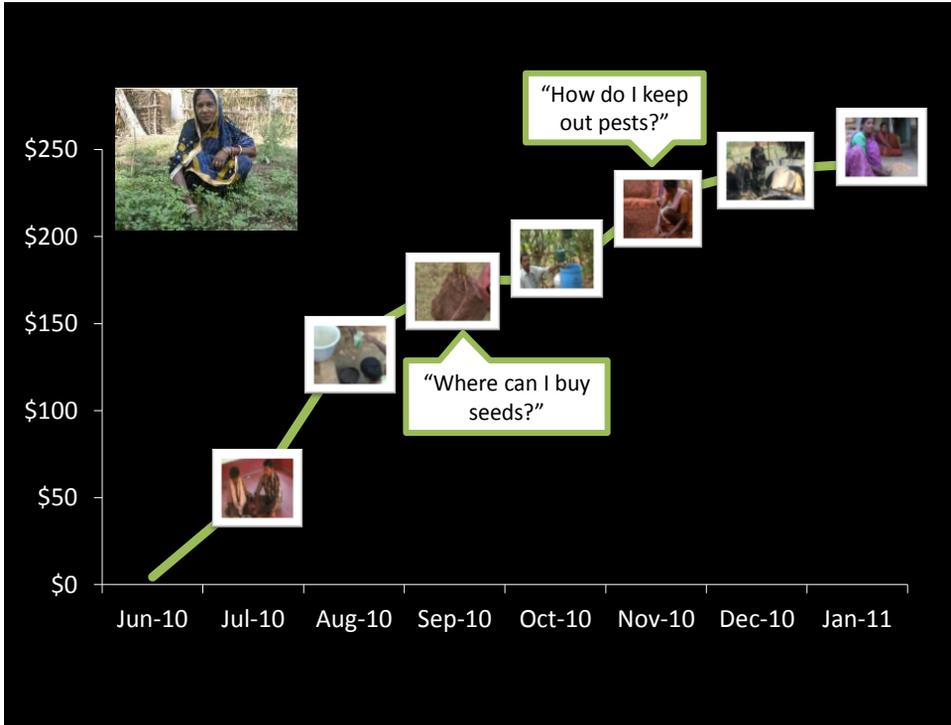 “How do I keep
out pests?”
$250
$200
$150
“Where can I buy
seeds?”
$100
$50
$0
Jun-10 Jul-10 Aug-10 Sep-10 Oct-10 Nov-10 Dec-10 Jan-11